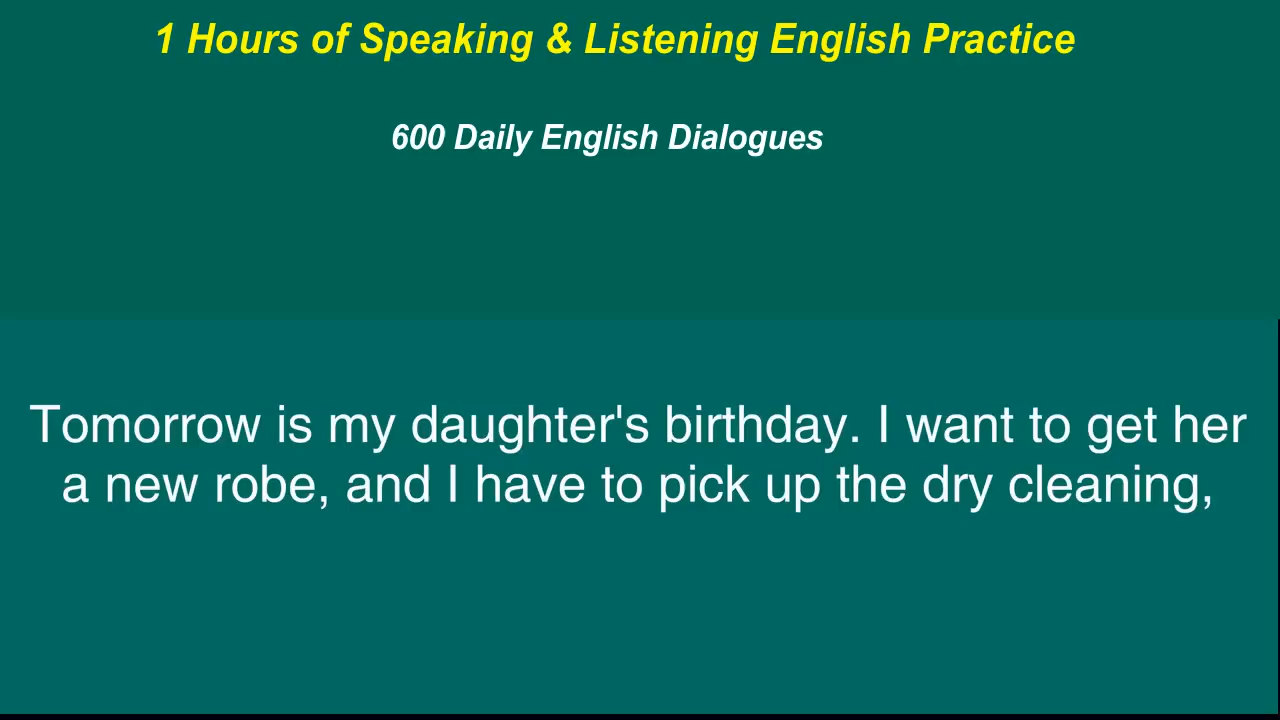 1 Hours of Speaking & Listening English Practice
600 Daily English Dialogues
Tomorrow is my daughter's birthday. I want to get her
a new robe, and I have to pick up the dry cleaning,